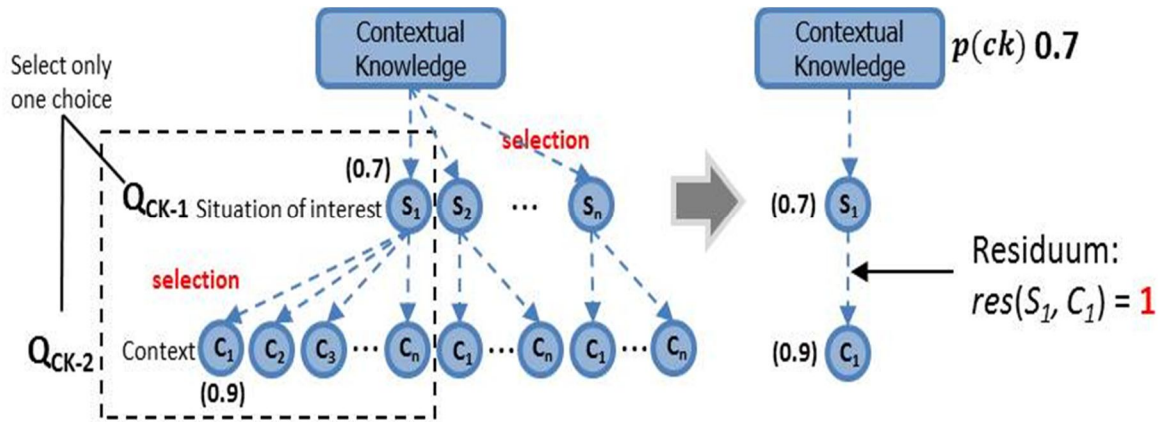 Contextual
Knowledge
Contextual
Knowledge
p(ck) 0.7
Select only
one choice
selection
(0.7)
(0.7)
Q_CK-1 Situation of interest
S₁ S₂ ... Sₙ
S₁
Residuum:
res(S₁, C₁) = 1
selection
Q_CK-2
Context
C₁ C₂ C₃ ... Cₙ C₁ ... Cₙ C₁ ... Cₙ
(0.9)
C₁
(0.9)